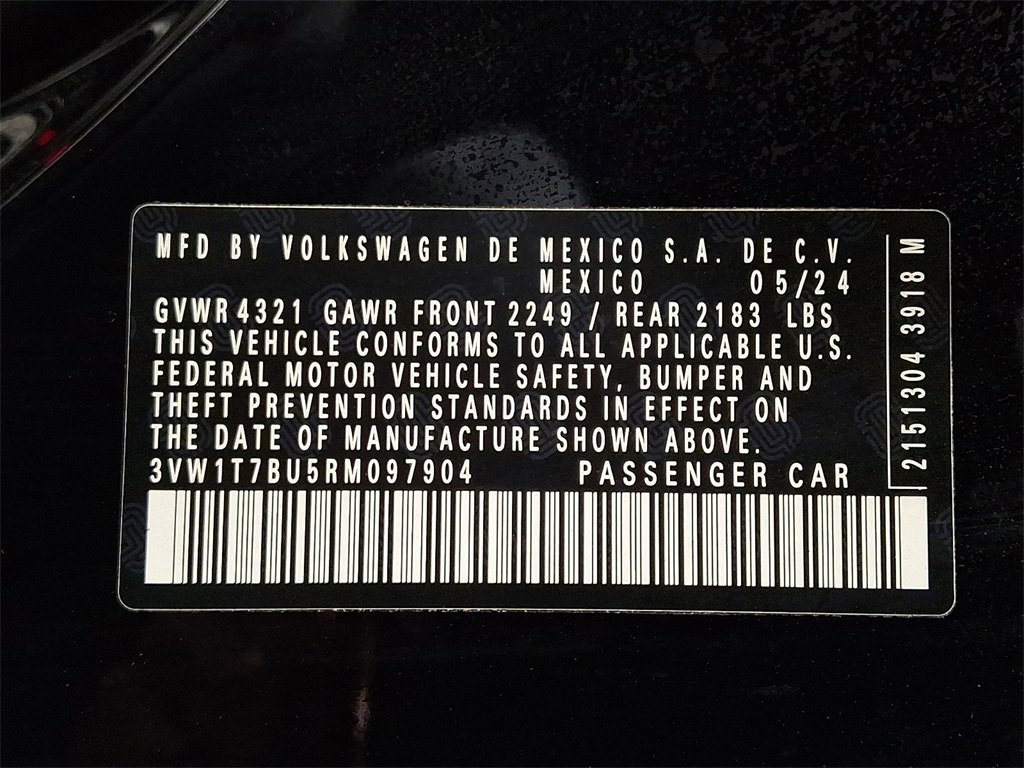 MFD BY VOLKSWAGEN DE MEXICO S.A. DE C.V.
MEXICO 05/24
GVWR 4321 GAWR FRONT 2249 / REAR 2183 LBS
THIS VEHICLE CONFORMS TO ALL APPLICABLE U.S.
FEDERAL MOTOR VEHICLE SAFETY, BUMPER AND
THEFT PREVENTION STANDARDS IN EFFECT ON
THE DATE OF MANUFACTURE SHOWN ABOVE.
3VW1T7BU5RM097904 PASSENGER CAR
2151304 3918 M